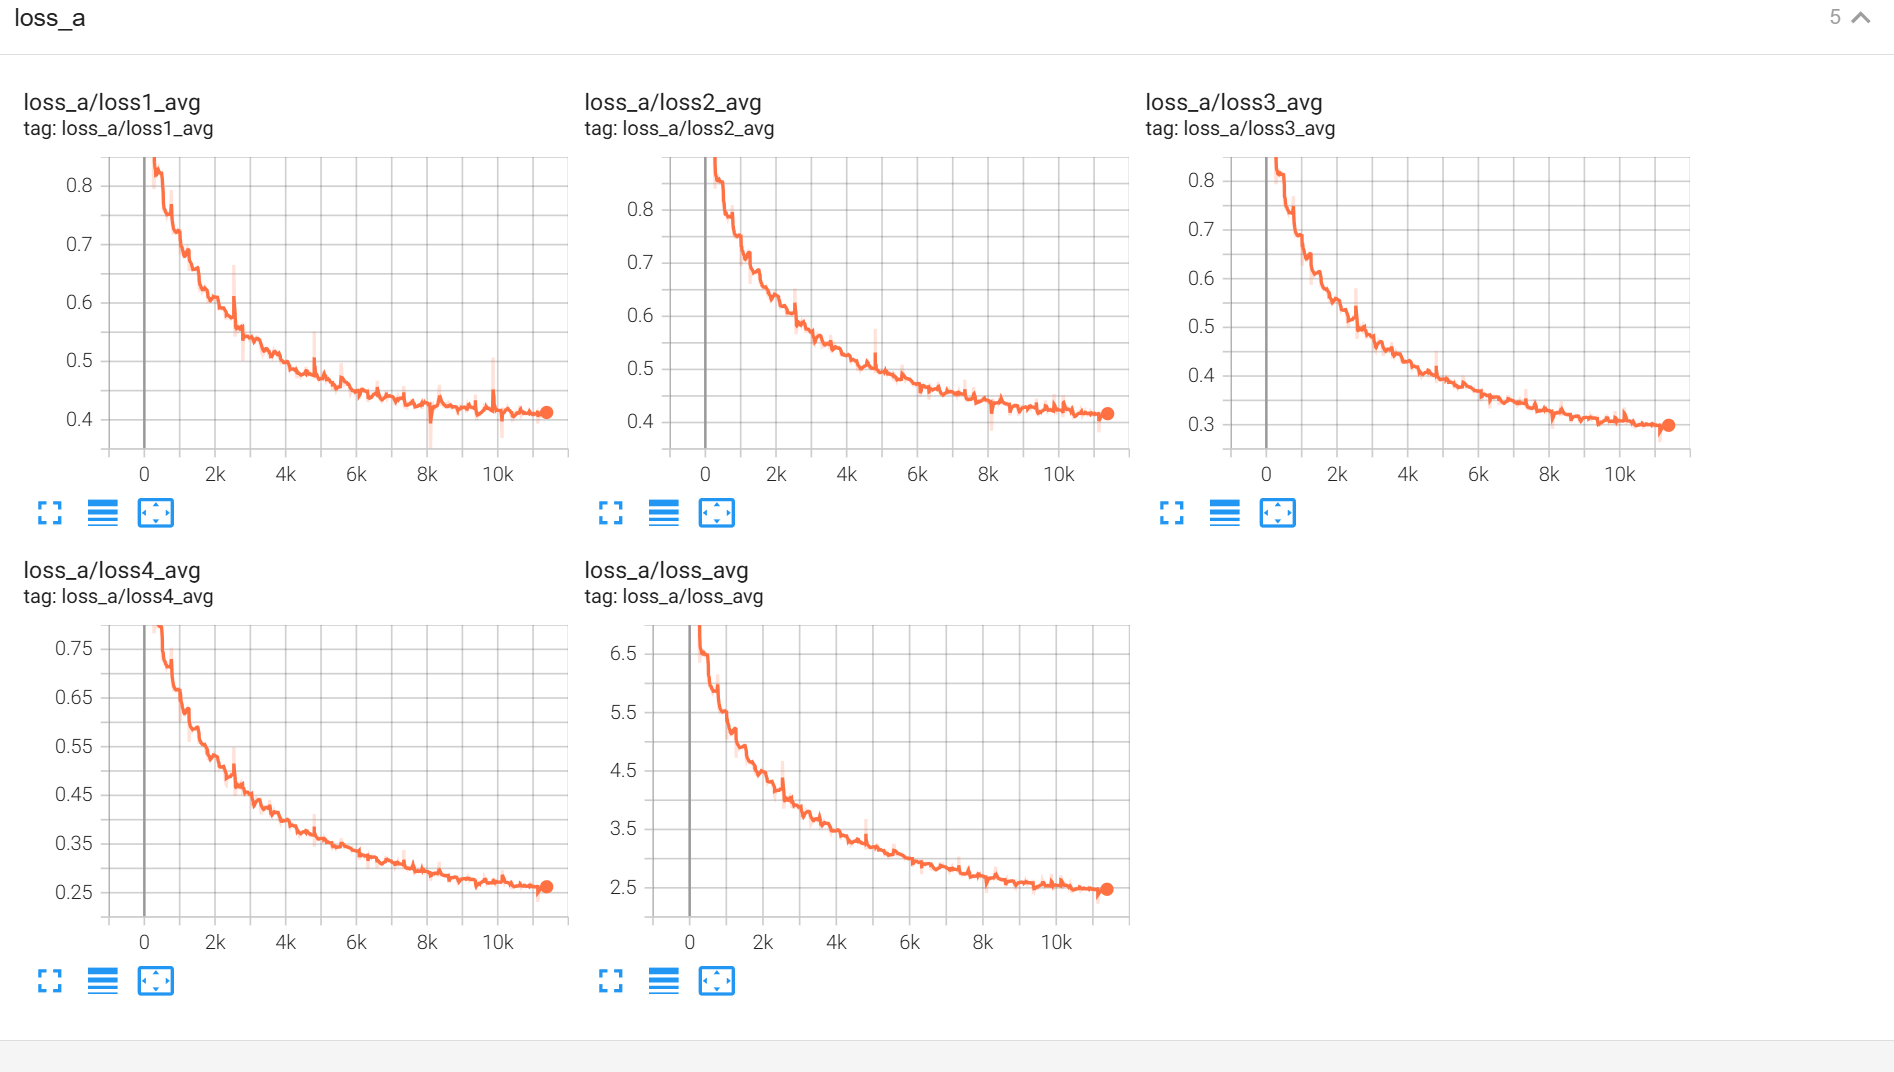 loss_a
5
loss_a/loss1_avg
tag: loss_a/loss1_avg
0.8
0.7
0.6
0.5
0.4
0 2k 4k 6k 8k 10k
loss_a/loss2_avg
tag: loss_a/loss2_avg
0.8
0.7
0.6
0.5
0.4
0 2k 4k 6k 8k 10k
loss_a/loss3_avg
tag: loss_a/loss3_avg
0.8
0.7
0.6
0.5
0.4
0.3
0 2k 4k 6k 8k 10k
loss_a/loss4_avg
tag: loss_a/loss4_avg
0.75
0.65
0.55
0.45
0.35
0.25
0 2k 4k 6k 8k 10k
loss_a/loss_avg
tag: loss_a/loss_avg
6.5
5.5
4.5
3.5
2.5
0 2k 4k 6k 8k 10k